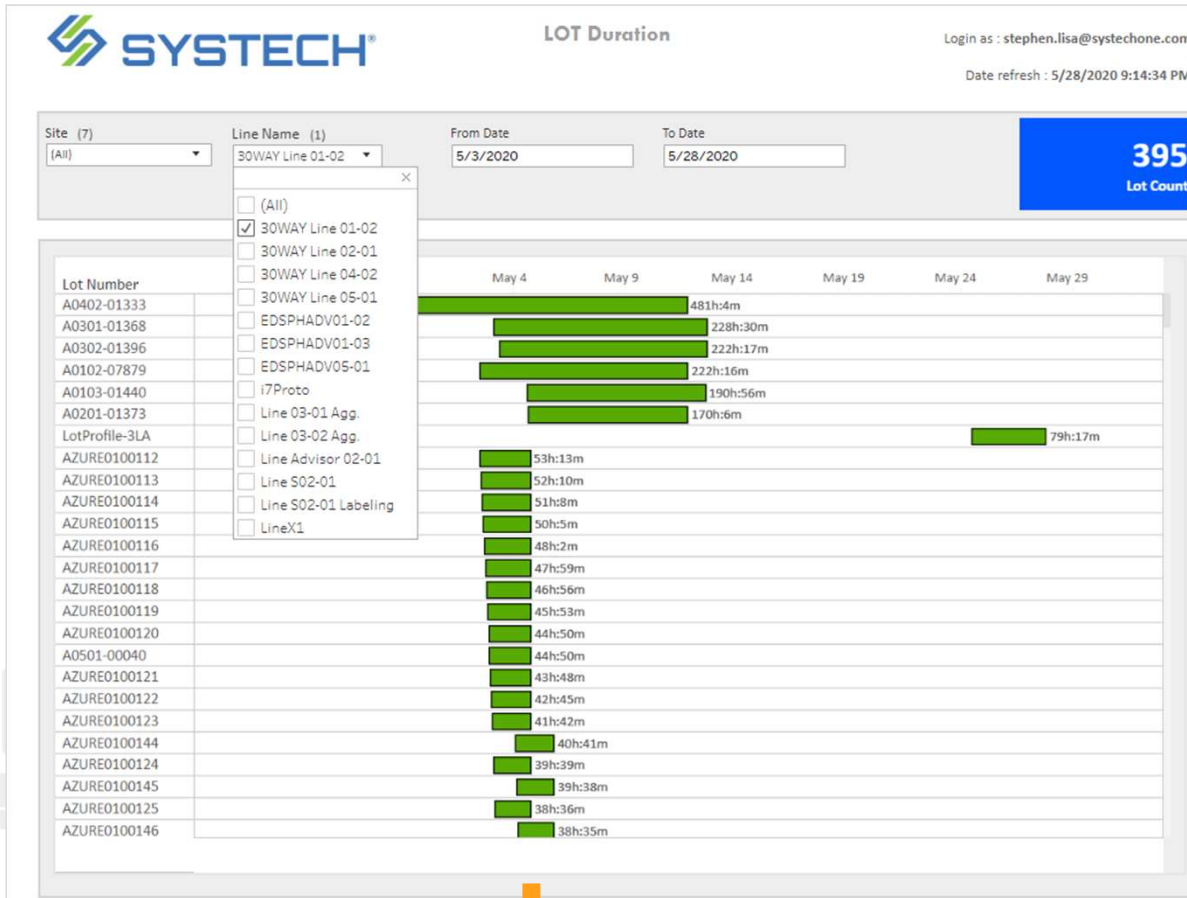 SYSTECH®
LOT Duration
Login as : stephen.lisa@systechone.com
Date refresh : 5/28/2020 9:14:34 PM
Site (7)
Line Name (1)
From Date
To Date
(All)
30WAY Line 01-02
5/3/2020
5/28/2020
395
Lot Count
(All)
30WAY Line 01-02
30WAY Line 02-01
30WAY Line 04-02
30WAY Line 05-01
EDSPHADV01-02
EDSPHADV01-03
EDSPHADV05-01
i7Proto
Line 03-01 Agg.
Line 03-02 Agg.
Line Advisor 02-01
Line S02-01
Line S02-01 Labeling
LineX1
Lot Number
May 4 May 9 May 14 May 19 May 24 May 29
A0402-01333 481h:4m
A0301-01368 228h:30m
A0302-01396 222h:17m
A0102-07879 222h:16m
A0103-01440 190h:56m
A0201-01373 170h:6m
LotProfile-3LA 79h:17m
AZURE0100112 53h:13m
AZURE0100113 52h:10m
AZURE0100114 51h:8m
AZURE0100115 50h:5m
AZURE0100116 48h:2m
AZURE0100117 47h:59m
AZURE0100118 46h:56m
AZURE0100119 45h:53m
AZURE0100120 44h:50m
A0501-00040 44h:50m
AZURE0100121 43h:48m
AZURE0100122 42h:45m
AZURE0100123 41h:42m
AZURE0100144 40h:41m
AZURE0100124 39h:39m
AZURE0100145 39h:38m
AZURE0100125 38h:36m
AZURE0100146 38h:35m